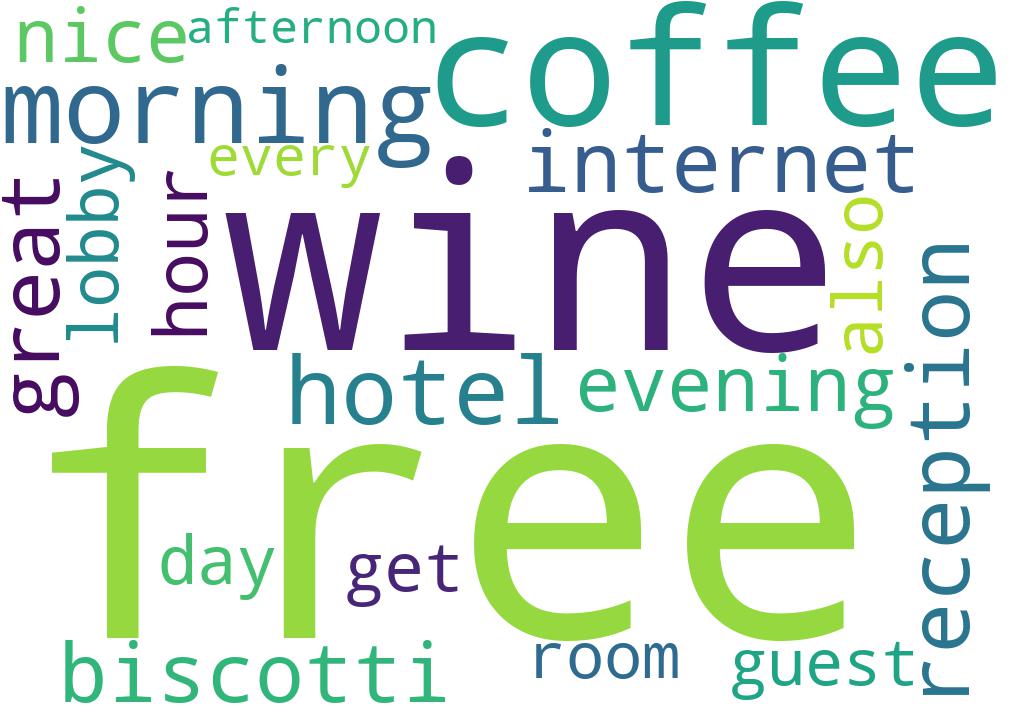 nice
afternoon
coffee
morning
every
internet
great
lobby
hour
wine
also
reception
hotel
evening
free
day
get
biscotti
room
guest